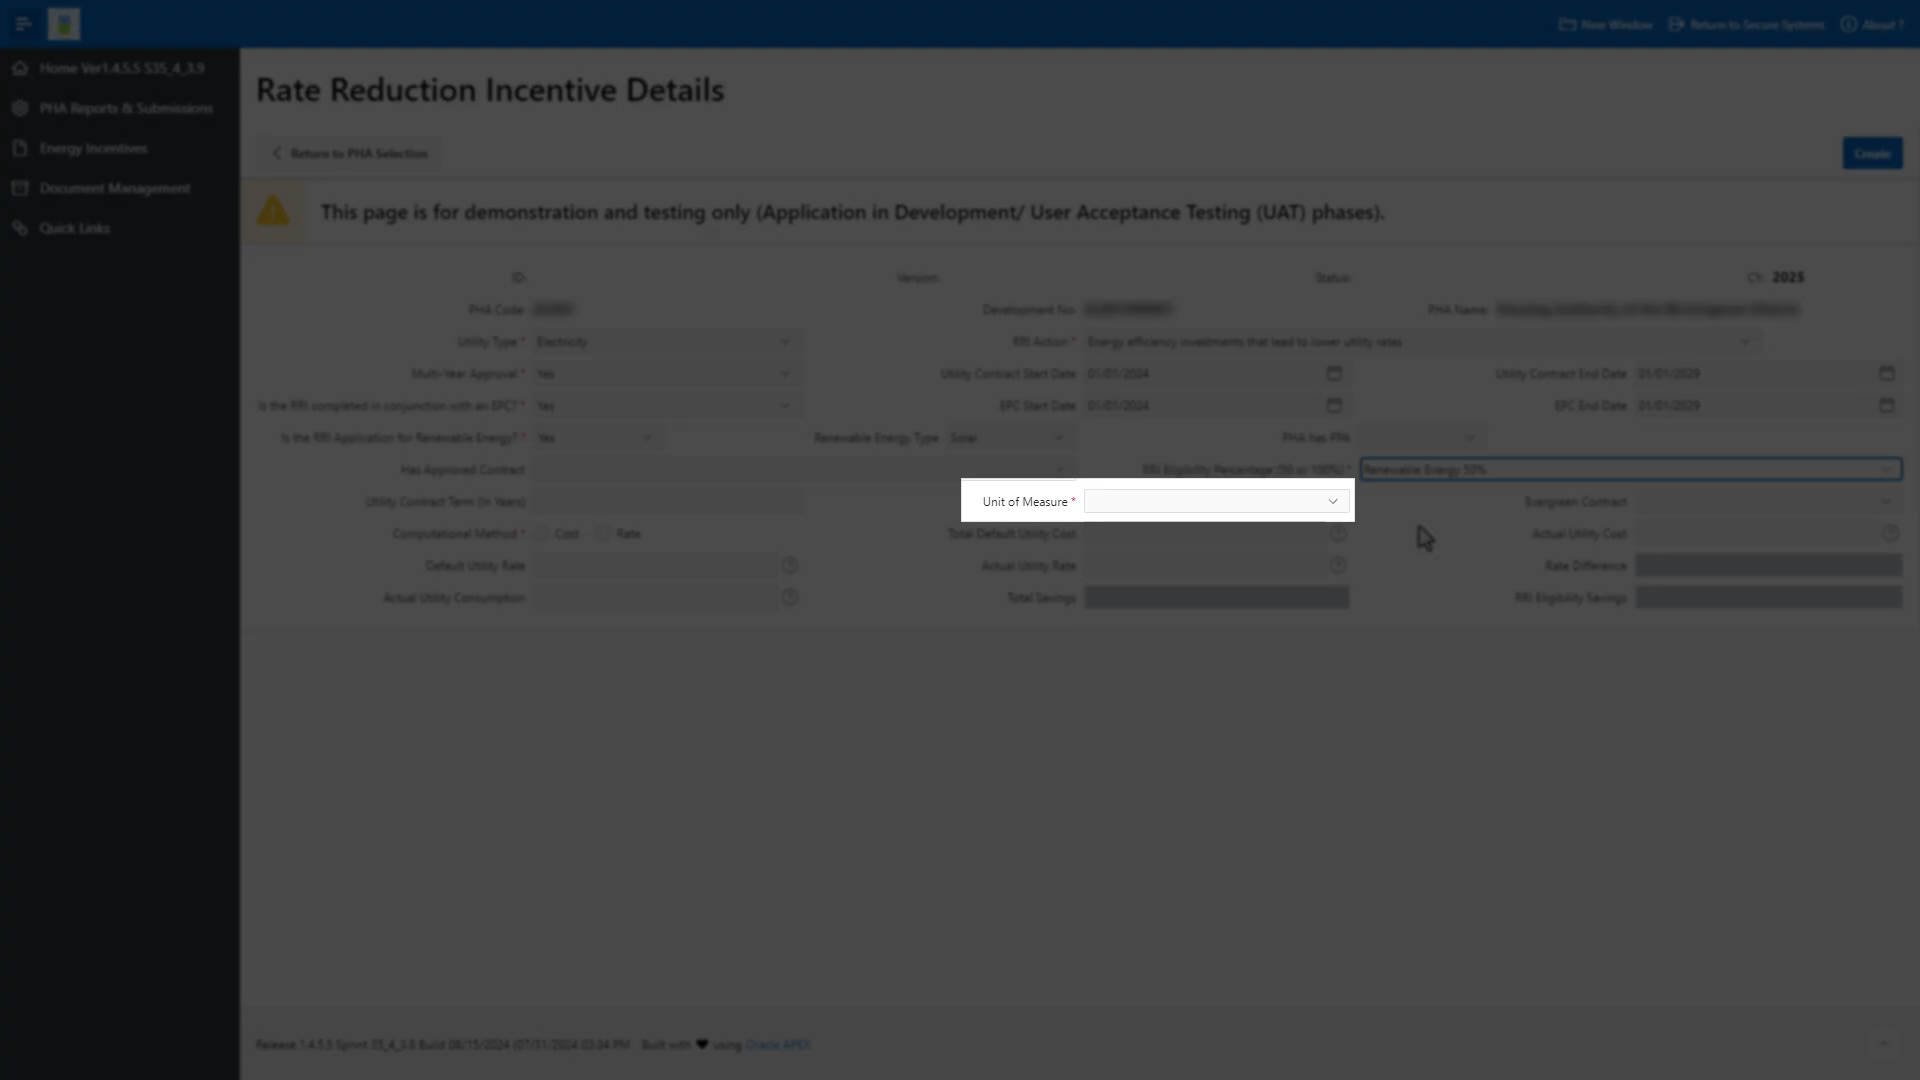 New Window Return to Secure Systems About !
Home Ver1.4.5.5 S35_4_3.9
PHA Reports & Submissions
Energy Incentives
Document Management
Quick Links
Rate Reduction Incentive Details
Return to PHA Selection
Create
This page is for demonstration and testing only (Application in Development/ User Acceptance Testing (UAT) phases).
ID: Version: Status: CY: 2025
PHA Code: Development No. PHA Name:
Utility Type * Electricity RRI Action * Energy efficiency investments that lead to lower utility rates
Multi-Year Approval * Yes Utility Contract Start Date 01/01/2024 Utility Contract End Date 01/01/2029
Is the RRI completed in conjunction with an EPC? * Yes EPC Start Date 01/01/2024 EPC End Date 01/01/2029
Is the RRI Application for Renewable Energy? * Yes Renewable Energy Type Solar PHA has PPA
Has Approved Contract RRI Eligibility Percentage (50 or 100%) * Renewable Energy 50%
Utility Contract Term (In Years) Unit of Measure * Evergreen Contract
Computational Method * Cost Rate Total Default Utility Cost Actual Utility Cost
Default Utility Rate Actual Utility Rate Rate Difference
Actual Utility Consumption Total Savings RRI Eligibility Savings
Release 1.4.5.5 Sprint 35_4_3.8 Build 08/15/2024 (07/31/2024 03:34 PM Built with ♥ using Oracle APEX